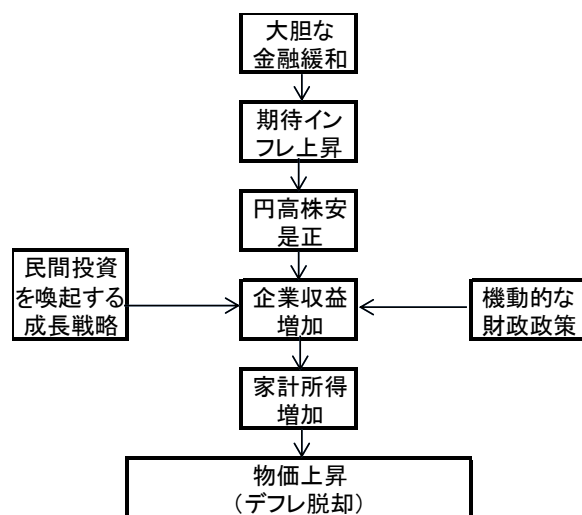 大胆な
金融緩和
期待イン
フレ上昇
円高株安
是正
民間投資
を喚起する
成長戦略
企業収益
増加
機動的な
財政政策
家計所得
増加
物価上昇
（デフレ脱却）